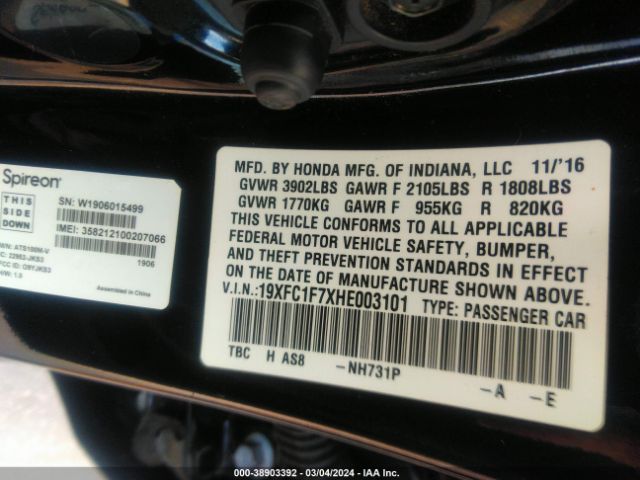 Spireon
THIS
SIDE
DOWN
SN: W1906015499
IMEI: 358212100207066
1906
Assembled in China
MFD. BY HONDA MFG. OF INDIANA, LLC 11/'16
GVWR 3902LBS GAWR F 2105LBS R 1808LBS
GVWR 1770KG GAWR F 955KG R 820KG
THIS VEHICLE CONFORMS TO ALL APPLICABLE
FEDERAL MOTOR VEHICLE SAFETY, BUMPER,
AND THEFT PREVENTION STANDARDS IN EFFECT
ON THE DATE OF MANUFACTURE SHOWN ABOVE.
V.I.N.:19XFC1F7XHE003101 TYPE: PASSENGER CAR
TBC H AS8 -NH731P -A -E
000-38903392 - 03/04/2024 - IAA Inc.